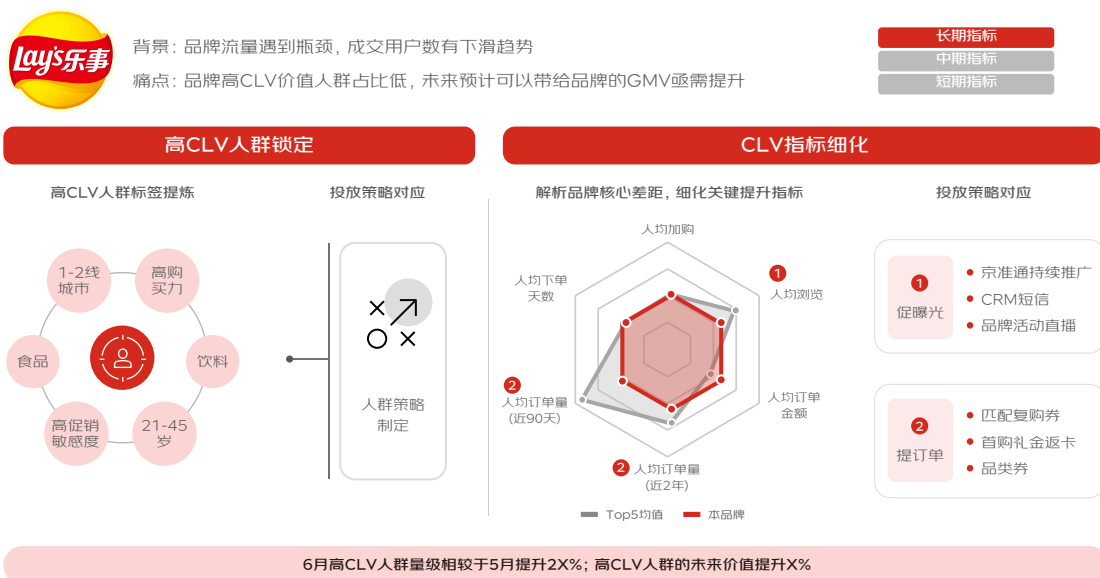 Lay's乐事
背景：品牌流量遇到瓶颈，成交用户数有下滑趋势
痛点：品牌高CLV价值人群占比低，未来预计可以带给品牌的GMV亟需提升
长期指标
中期指标
短期指标
高CLV人群锁定
高CLV人群标签提炼
投放策略对应
1-2线
城市
高购
买力
食品
饮料
高促销
敏感度
21-45
岁
人群策略
制定
CLV指标细化
解析品牌核心差距，细化关键提升指标
投放策略对应
人均加购
人均下单
天数
1
人均浏览
2
人均订单量
(近90天)
人均订单
金额
2 人均订单量
(近2年)
Top5均值 本品牌
1
促曝光
京准通持续推广
CRM短信
品牌活动直播
2
提订单
匹配复购券
首购礼金返卡
品类券
6月高CLV人群量级相较于5月提升2X%；高CLV人群的未来价值提升X%